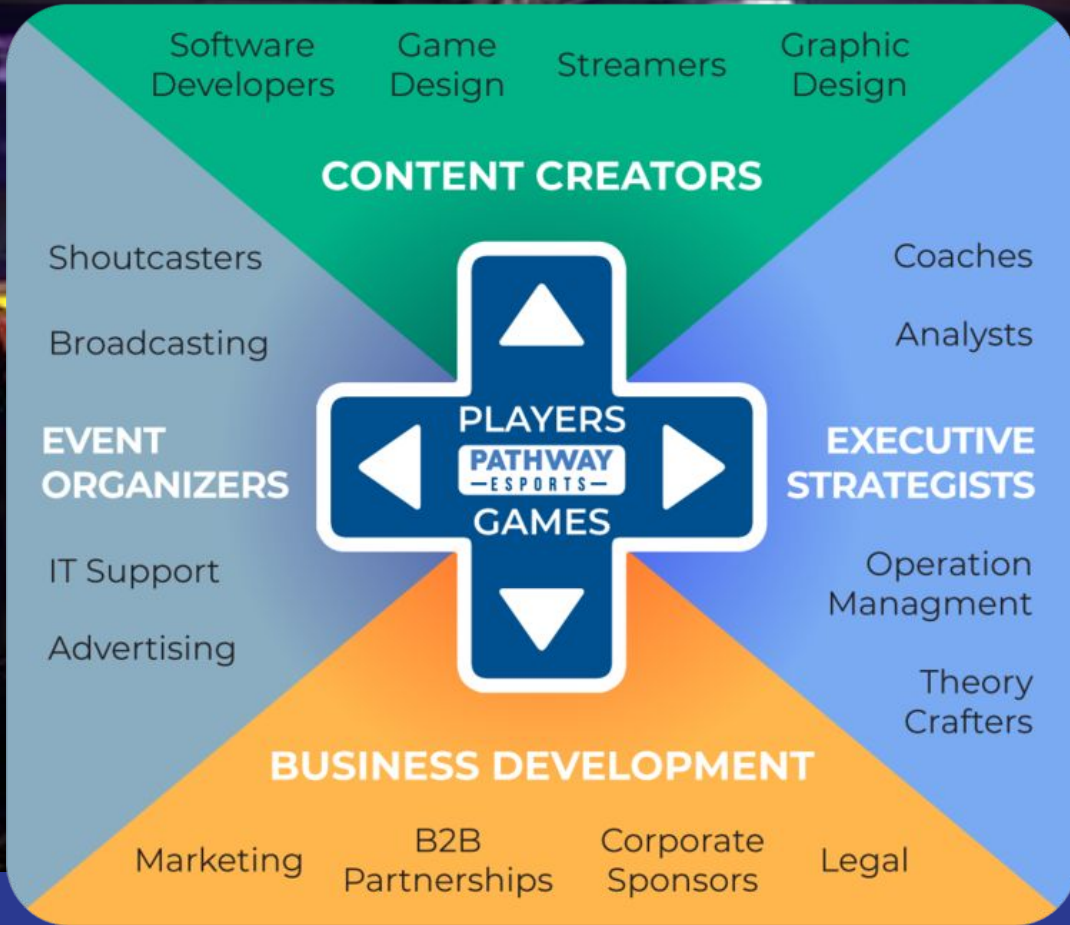 Software
Developers
Game
Design
Streamers
Graphic
Design
CONTENT CREATORS
Shoutcasters
Broadcasting
EVENT
ORGANIZERS
IT Support
Advertising
PLAYERS
PATHWAY
ESPORTS
GAMES
Coaches
Analysts
EXECUTIVE
STRATEGISTS
Operation
Managment
Theory
Crafters
BUSINESS DEVELOPMENT
Marketing
B2B
Partnerships
Corporate
Sponsors
Legal